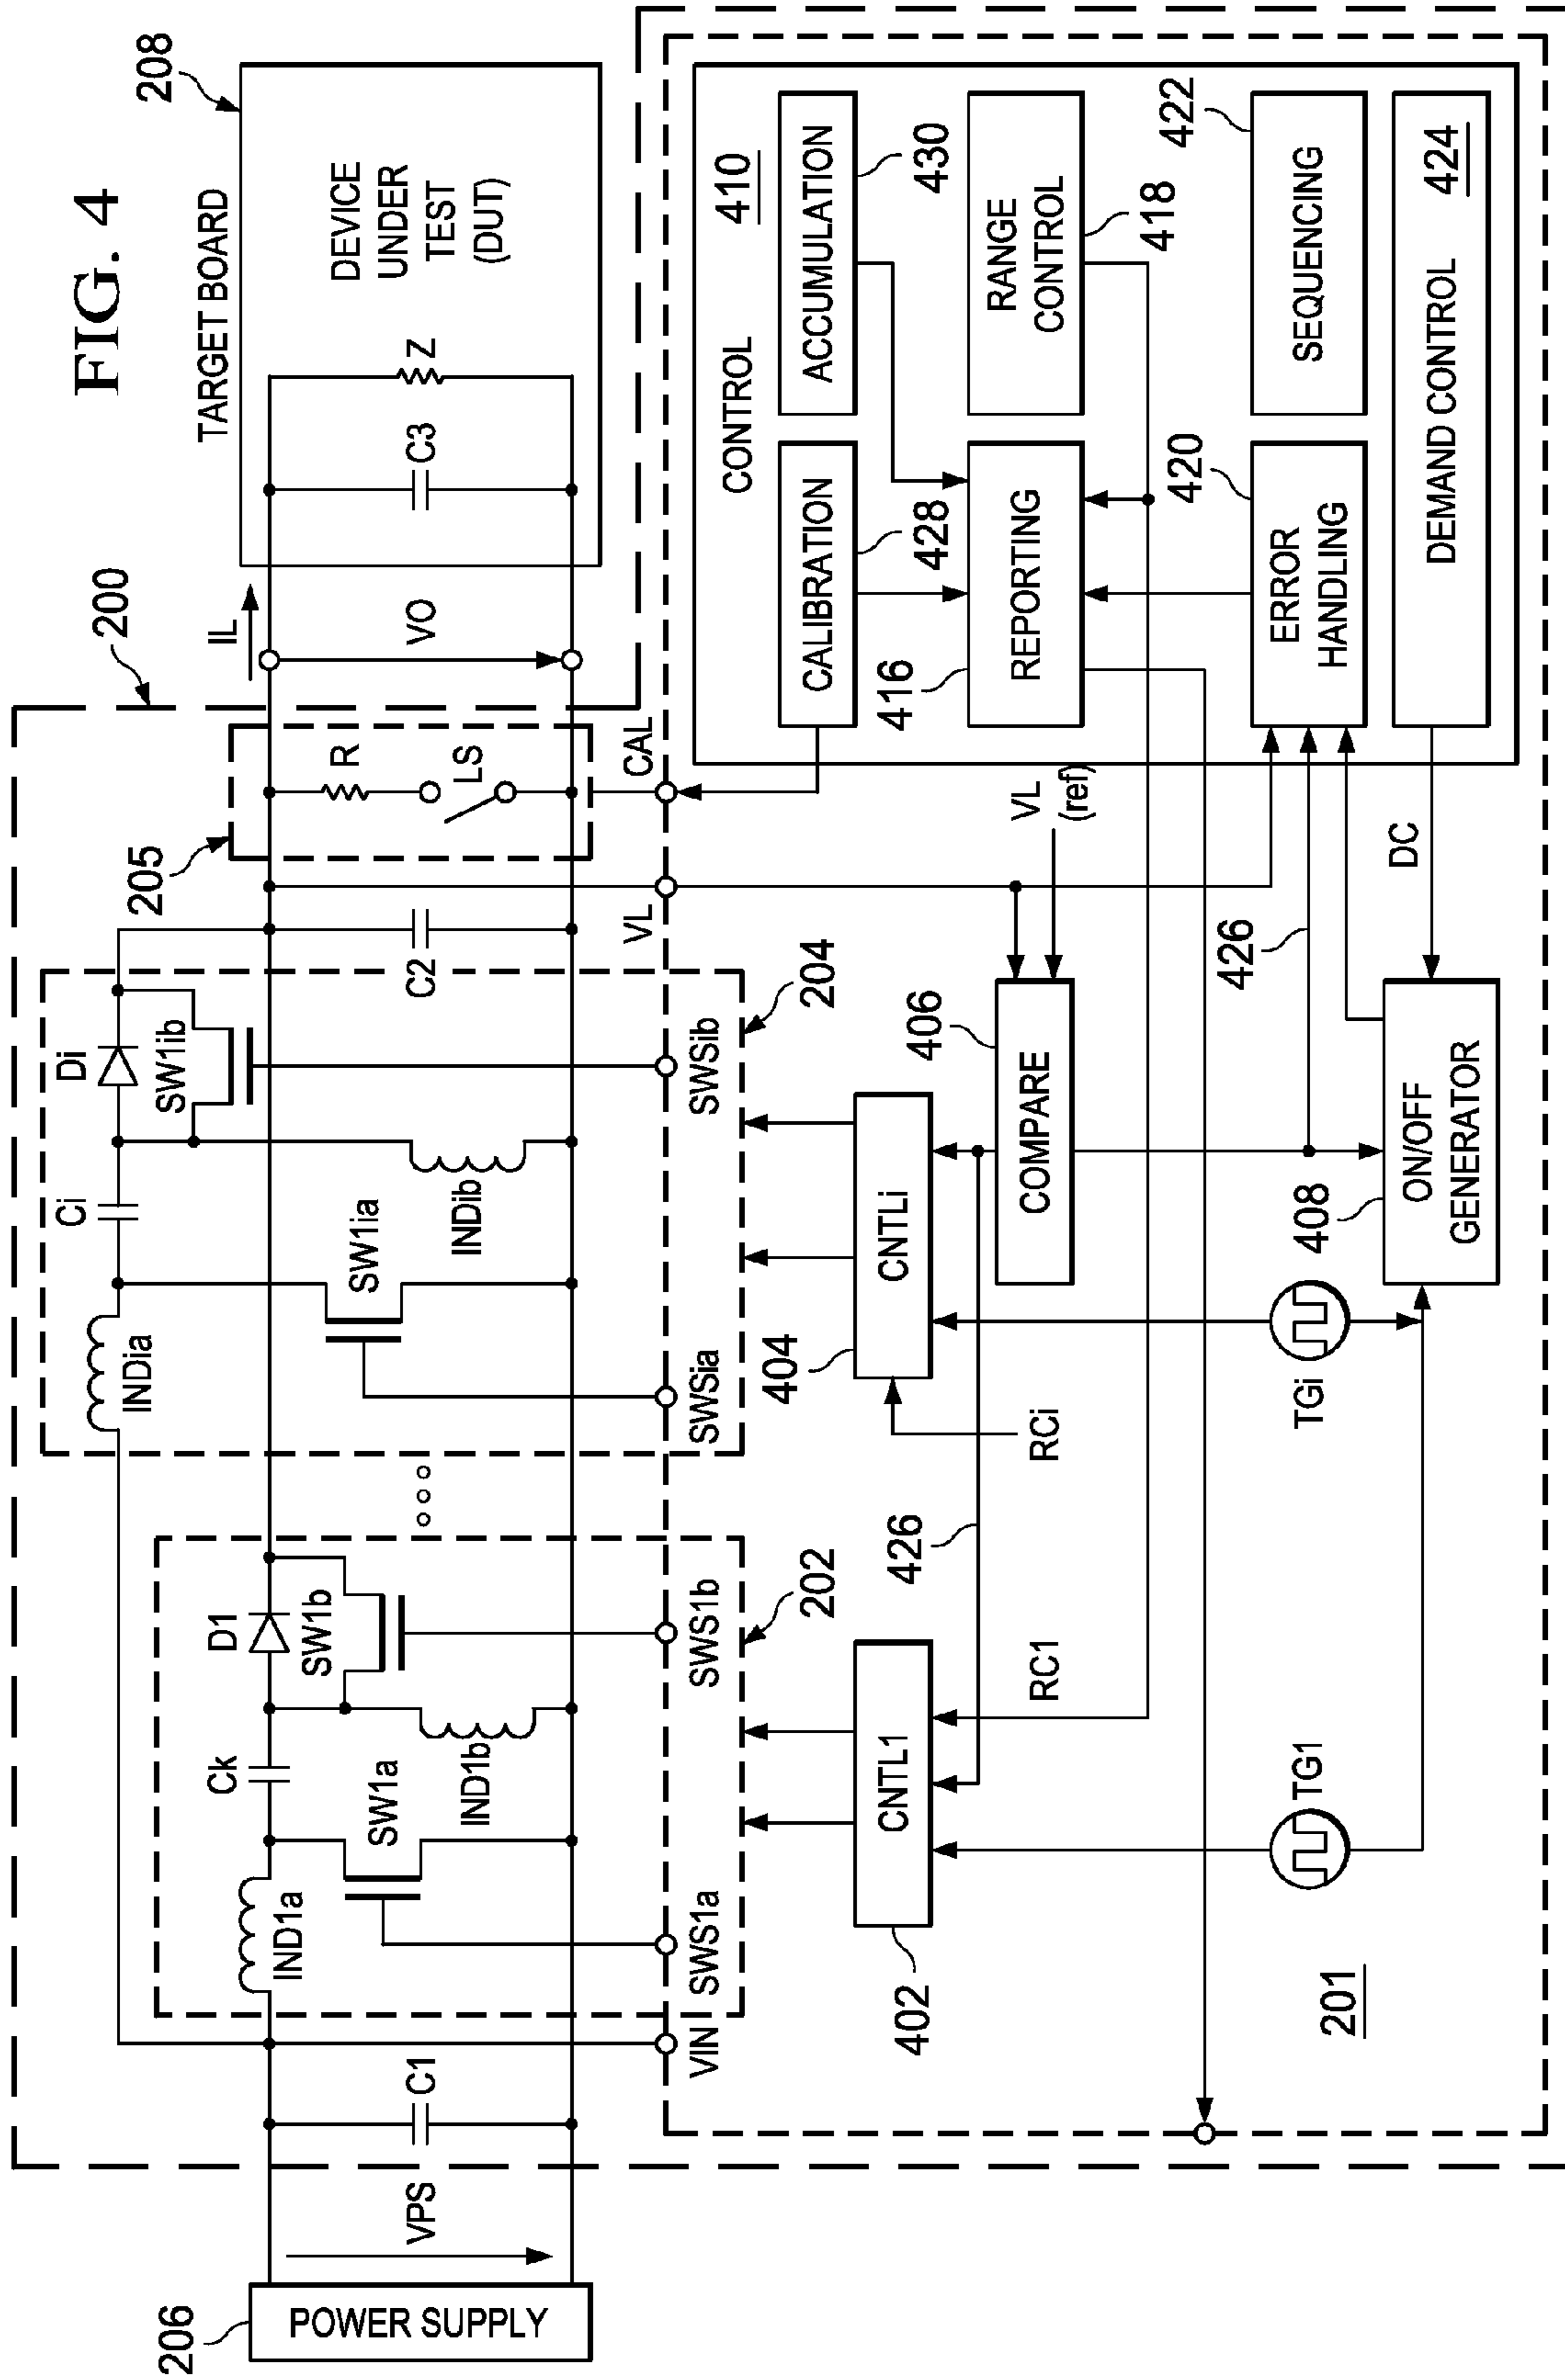 FIG. 4
206
POWER SUPPLY
VPS
C1
VIN
IND1a
SWS1a
SW1a
Ck
IND1b
D1
SW1b
SWS1b
202
INDia
SWSia
SW1ia
Ci
INDib
Di
SW1ib
SWSib
204
C2
VL
205
R
LS
CAL
200
IL
VO
TARGET BOARD
208
C3
Z
DEVICE
UNDER
TEST
(DUT)
402
CNTL1
RC1
426
404
CNTLi
RCi
COMPARE
406
VL
(ref)
TG1
TGi
408
ON/OFF
GENERATOR
426
DC
201
CONTROL
410
CALIBRATION
428
ACCUMULATION
430
416
REPORTING
RANGE
CONTROL
418
ERROR
HANDLING
420
SEQUENCING
422
DEMAND CONTROL
424